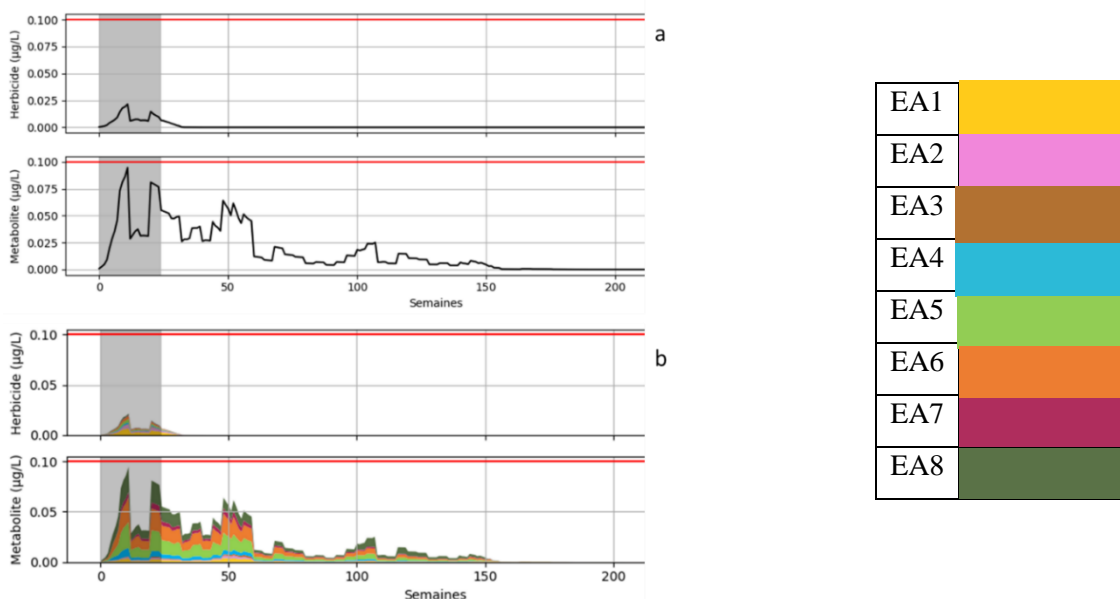 Herbicide (µg/L)
0.100
0.075
0.050
0.025
0.000
a
Metabolite (µg/L)
0.100
0.075
0.050
0.025
0.000
0 50 100 150 200
Semaines
Herbicide (µg/L)
0.10
0.05
0.00
b
Metabolite (µg/L)
0.10
0.05
0.00
0 50 100 150 200
Semaines
EA1
EA2
EA3
EA4
EA5
EA6
EA7
EA8